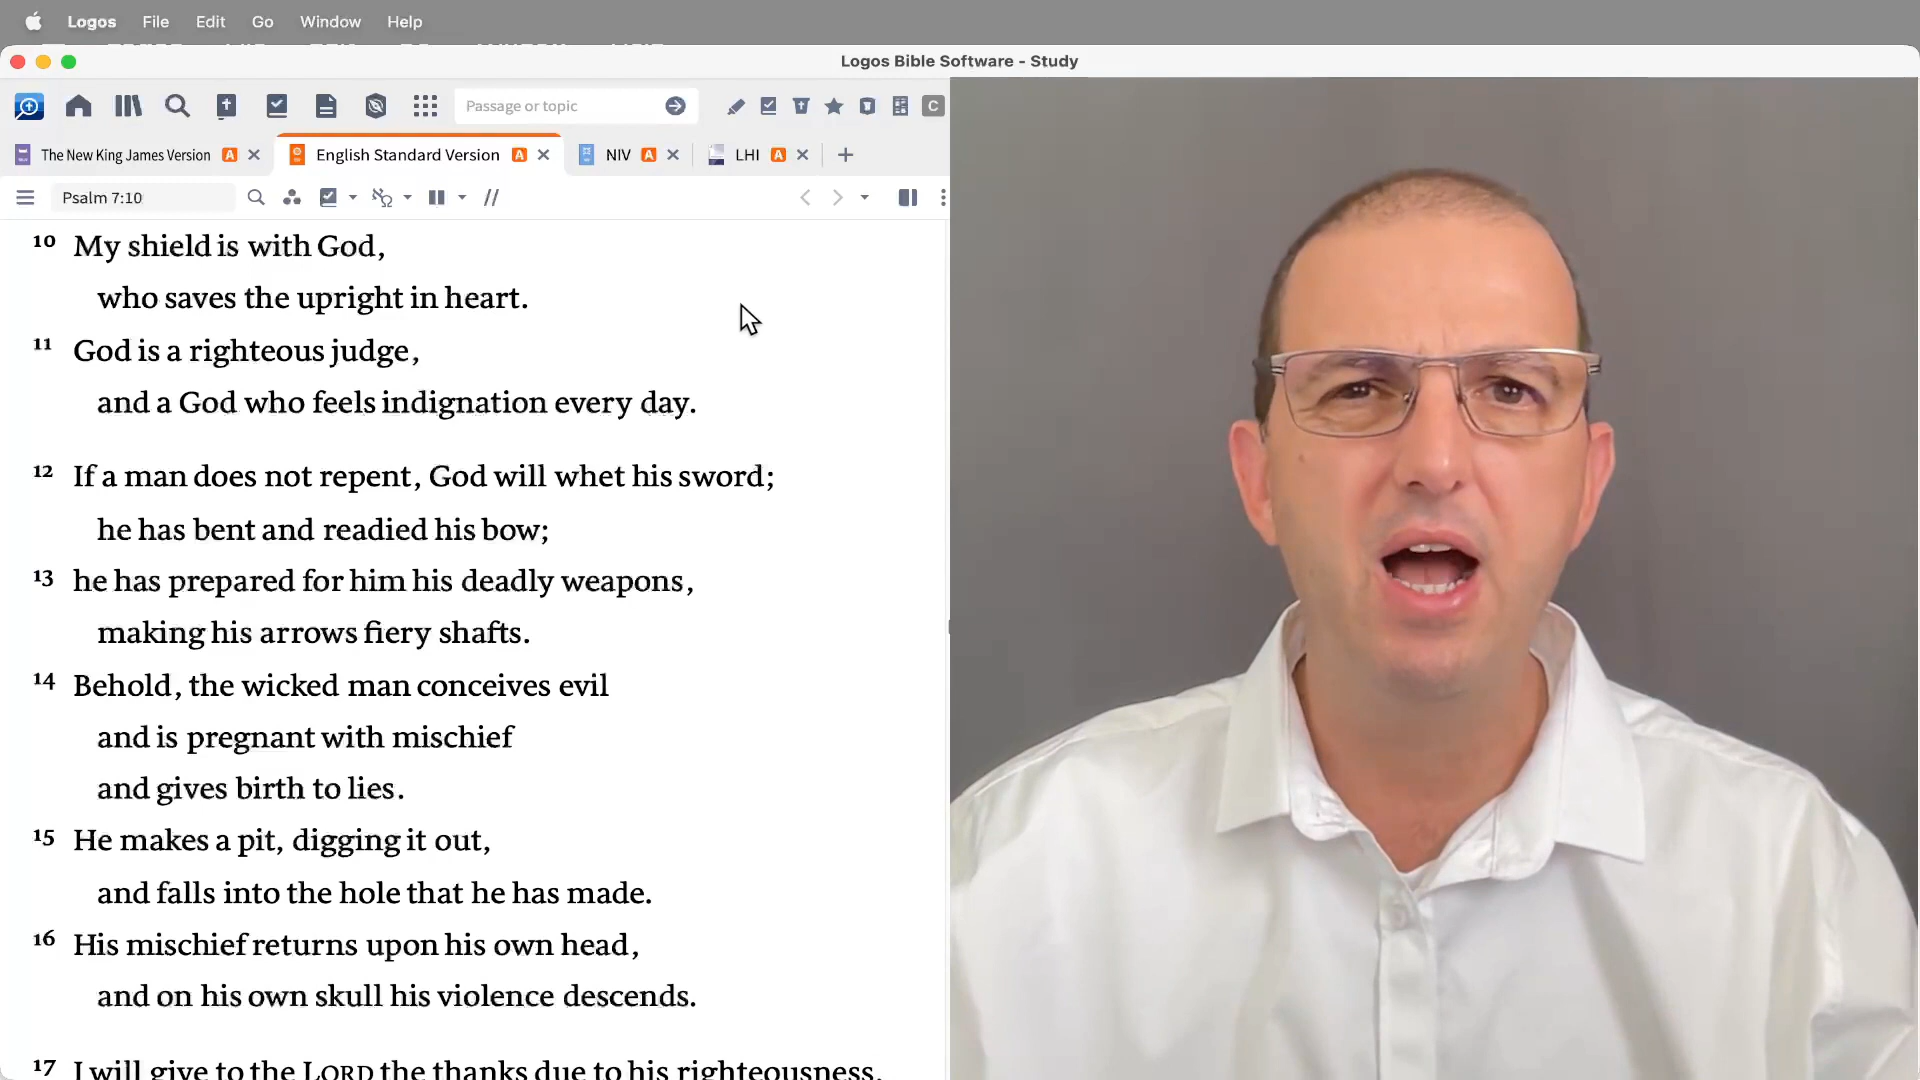 Logos File Edit Go Window Help
Logos Bible Software - Study
Passage or topic
C
The New King James Version A
English Standard Version A
NIV A
LHI A
Psalm 7:10
10 My shield is with God,
who saves the upright in heart.
11 God is a righteous judge,
and a God who feels indignation every day.
12 If a man does not repent, God will whet his sword;
he has bent and readied his bow;
13 he has prepared for him his deadly weapons,
making his arrows fiery shafts.
14 Behold, the wicked man conceives evil
and is pregnant with mischief
and gives birth to lies.
15 He makes a pit, digging it out,
and falls into the hole that he has made.
16 His mischief returns upon his own head,
and on his own skull his violence descends.
17 I will give to the LORD the thanks due to his righteousness,